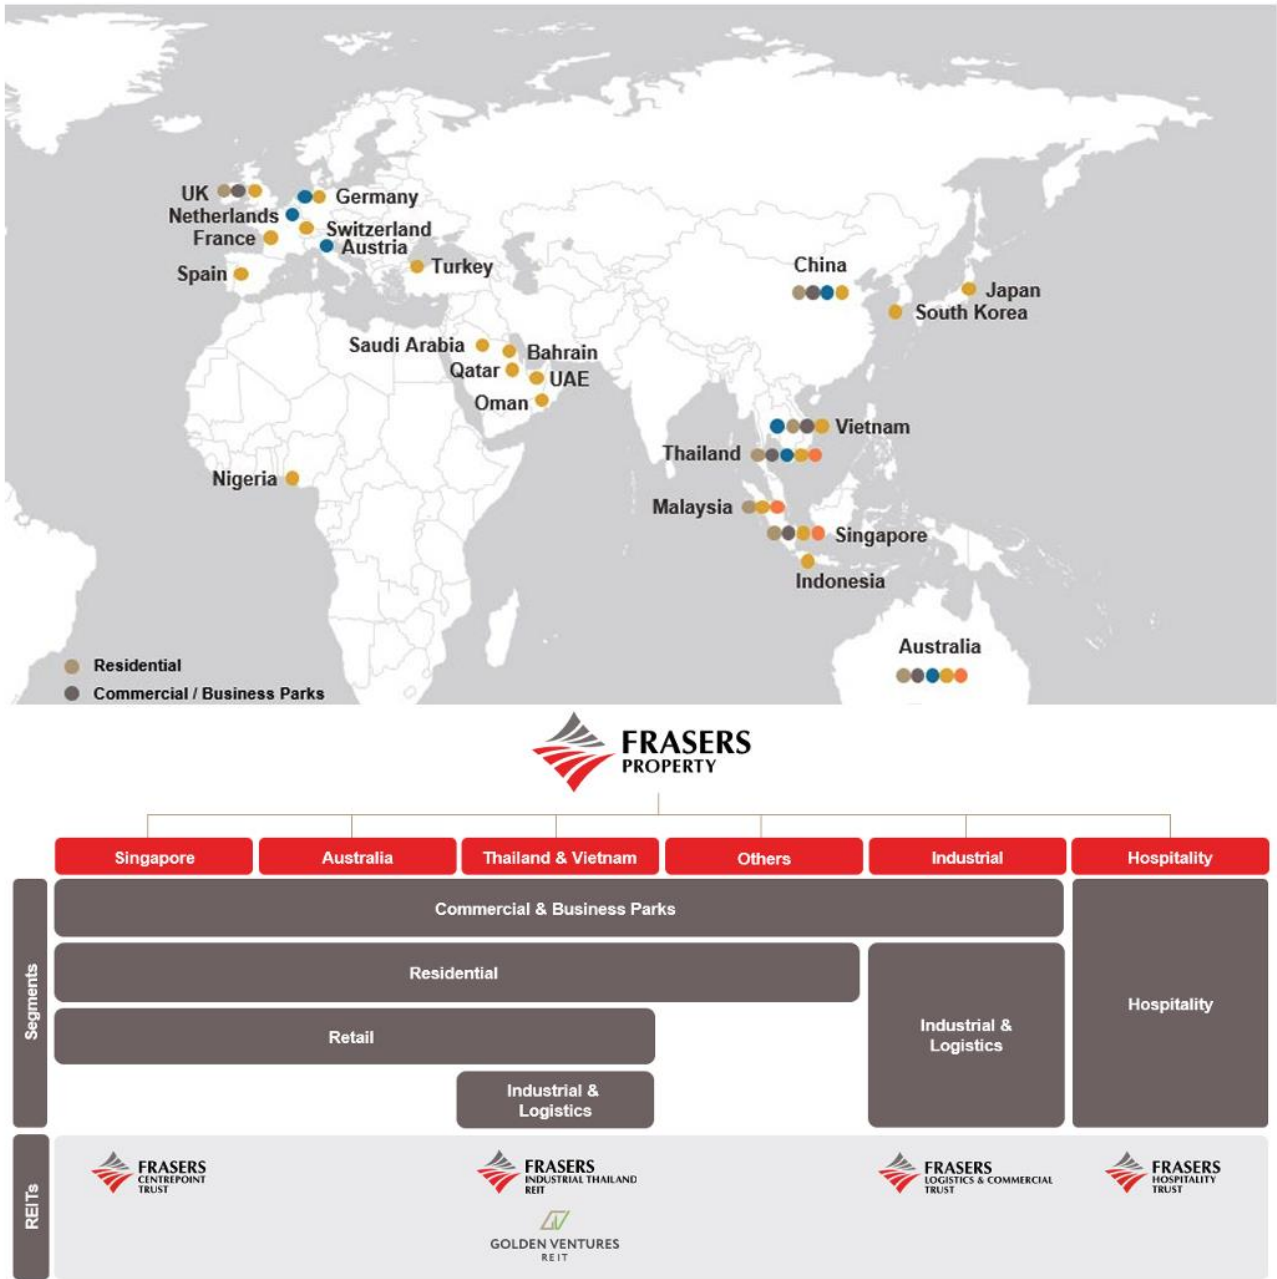 UK
Germany
Netherlands
Switzerland
France
Austria
Spain
Turkey
China
Japan
South Korea
Saudi Arabia
Bahrain
Qatar
UAE
Oman
Vietnam
Thailand
Nigeria
Malaysia
Singapore
Indonesia
Australia
Residential
Commercial / Business Parks
FRASERS
PROPERTY
Singapore
Australia
Thailand & Vietnam
Others
Industrial
Hospitality
Segments
Commercial & Business Parks
Residential
Retail
Industrial &
Logistics
Industrial &
Logistics
Hospitality
REITs
FRASERS
CENTREPOINT
TRUST
FRASERS
INDUSTRIAL THAILAND
REIT
GOLDEN VENTURES
REIT
FRASERS
LOGISTICS & COMMERCIAL
TRUST
FRASERS
HOSPITALITY
TRUST